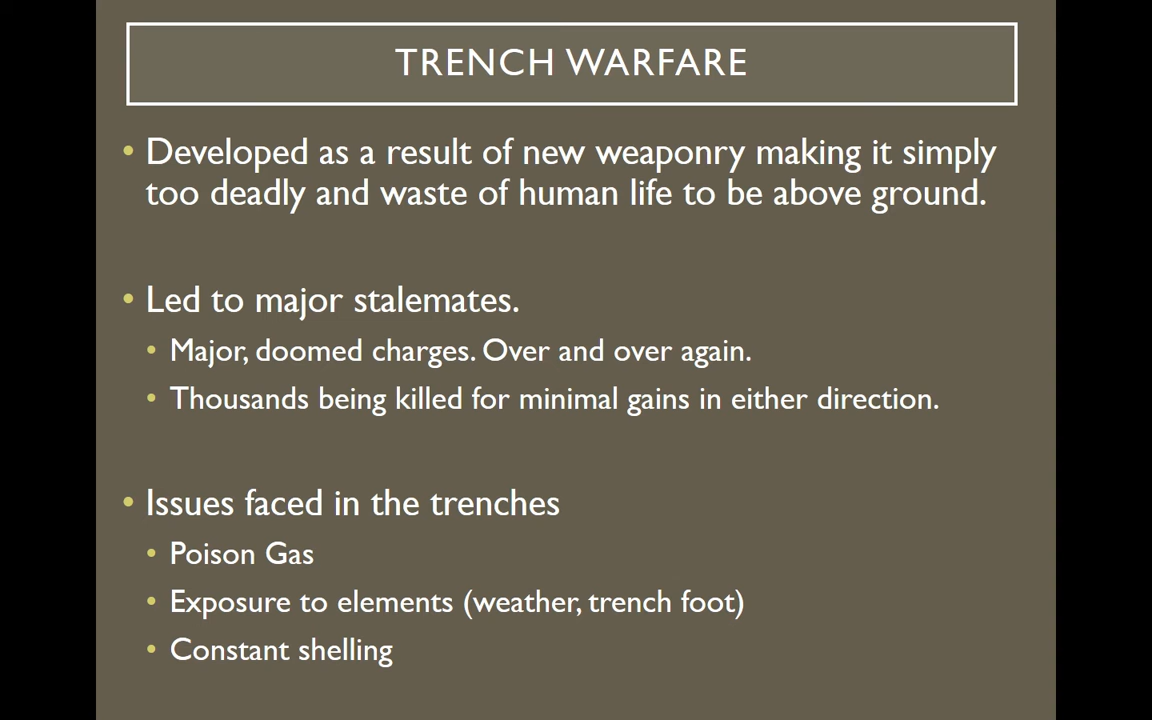 TRENCH WARFARE
• Developed as a result of new weaponry making it simply
too deadly and waste of human life to be above ground.
• Led to major stalemates.
• Major, doomed charges. Over and over again.
• Thousands being killed for minimal gains in either direction.
• Issues faced in the trenches
• Poison Gas
• Exposure to elements (weather, trench foot)
• Constant shelling